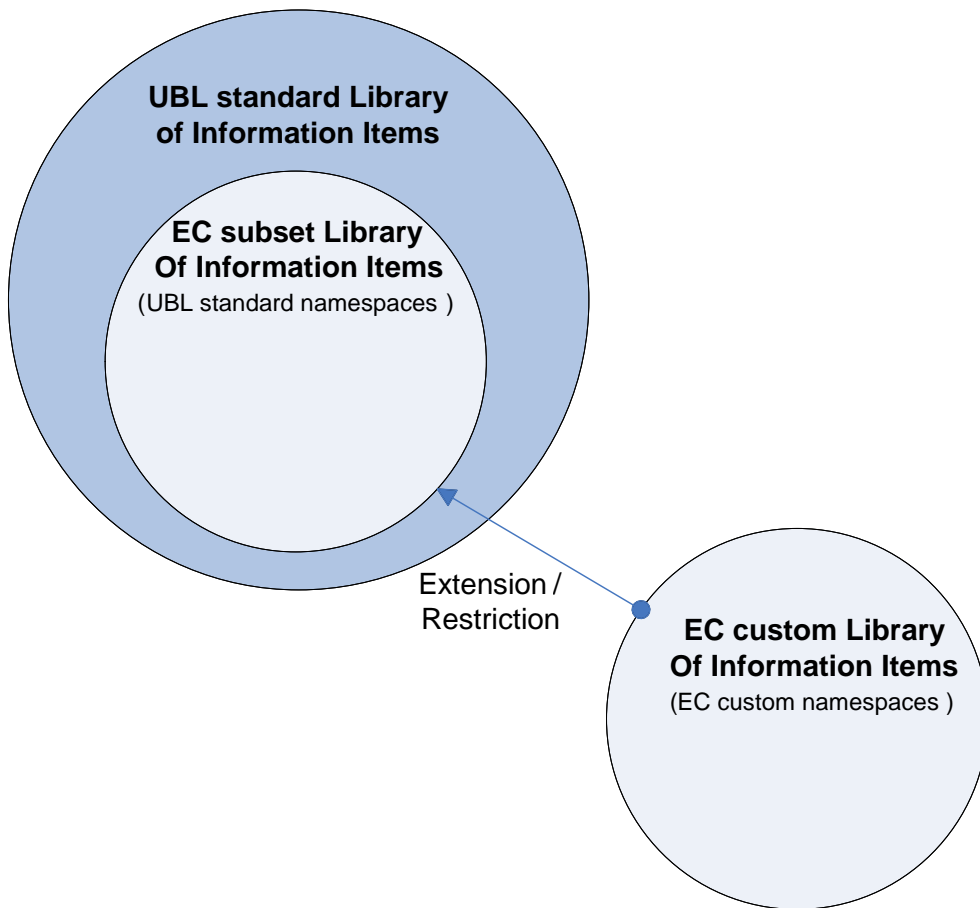 UBL standard Library
of Information Items
EC subset Library
Of Information Items
(UBL standard namespaces )
Extension /
Restriction
EC custom Library
Of Information Items
(EC custom namespaces )